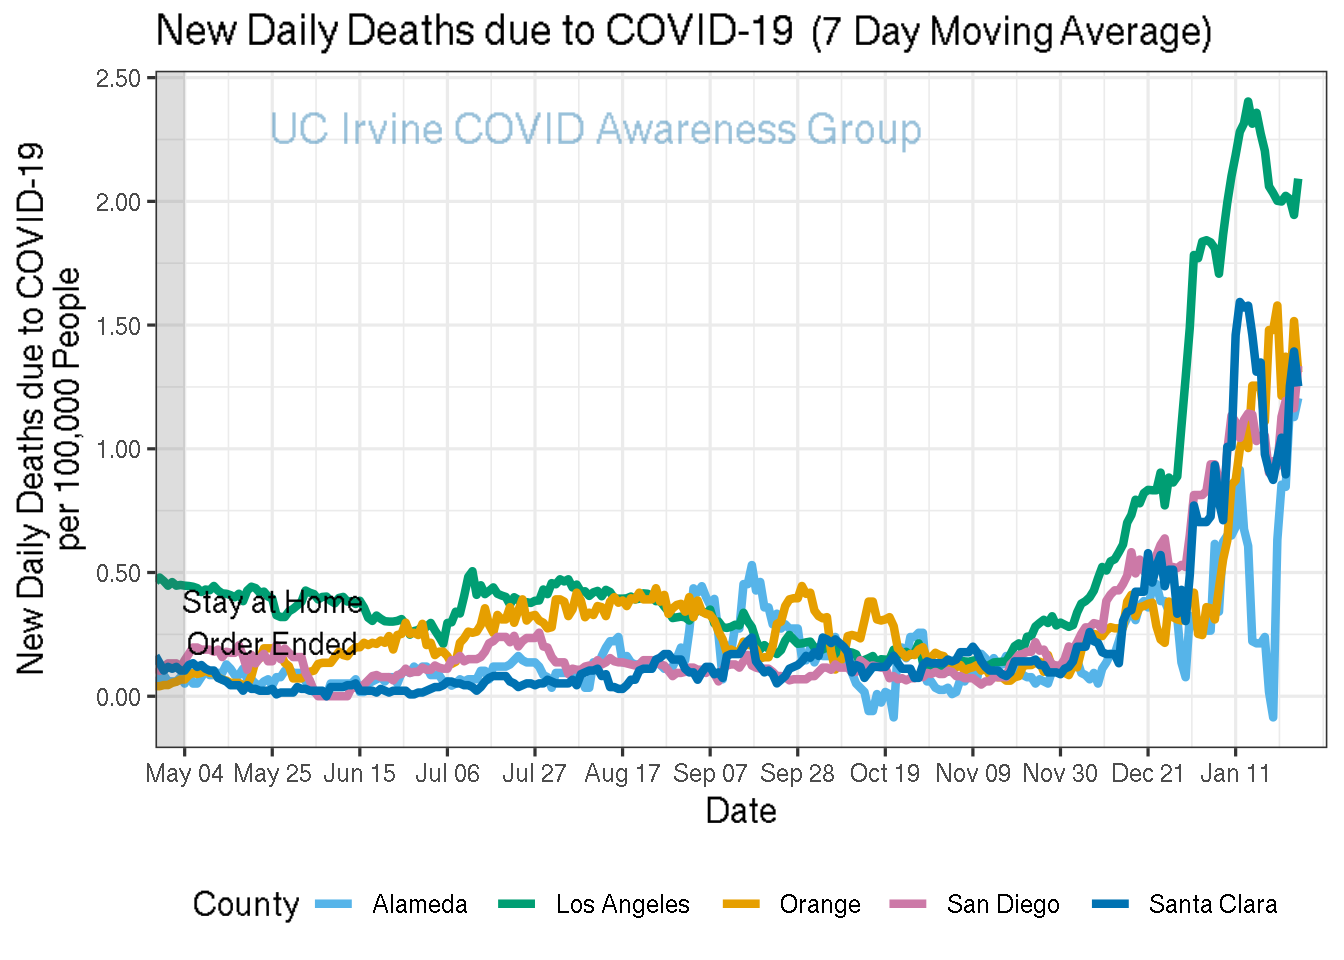 New Daily Deaths due to COVID-19 (7 Day Moving Average)
UC Irvine COVID Awareness Group
New Daily Deaths due to COVID-19
per 100,000 People
2.50
2.00
1.50
1.00
0.50
0.00
Stay at Home
Order Ended
May 04 May 25 Jun 15 Jul 06 Jul 27 Aug 17 Sep 07 Sep 28 Oct 19 Nov 09 Nov 30 Dec 21 Jan 11
Date
County Alameda Los Angeles Orange San Diego Santa Clara